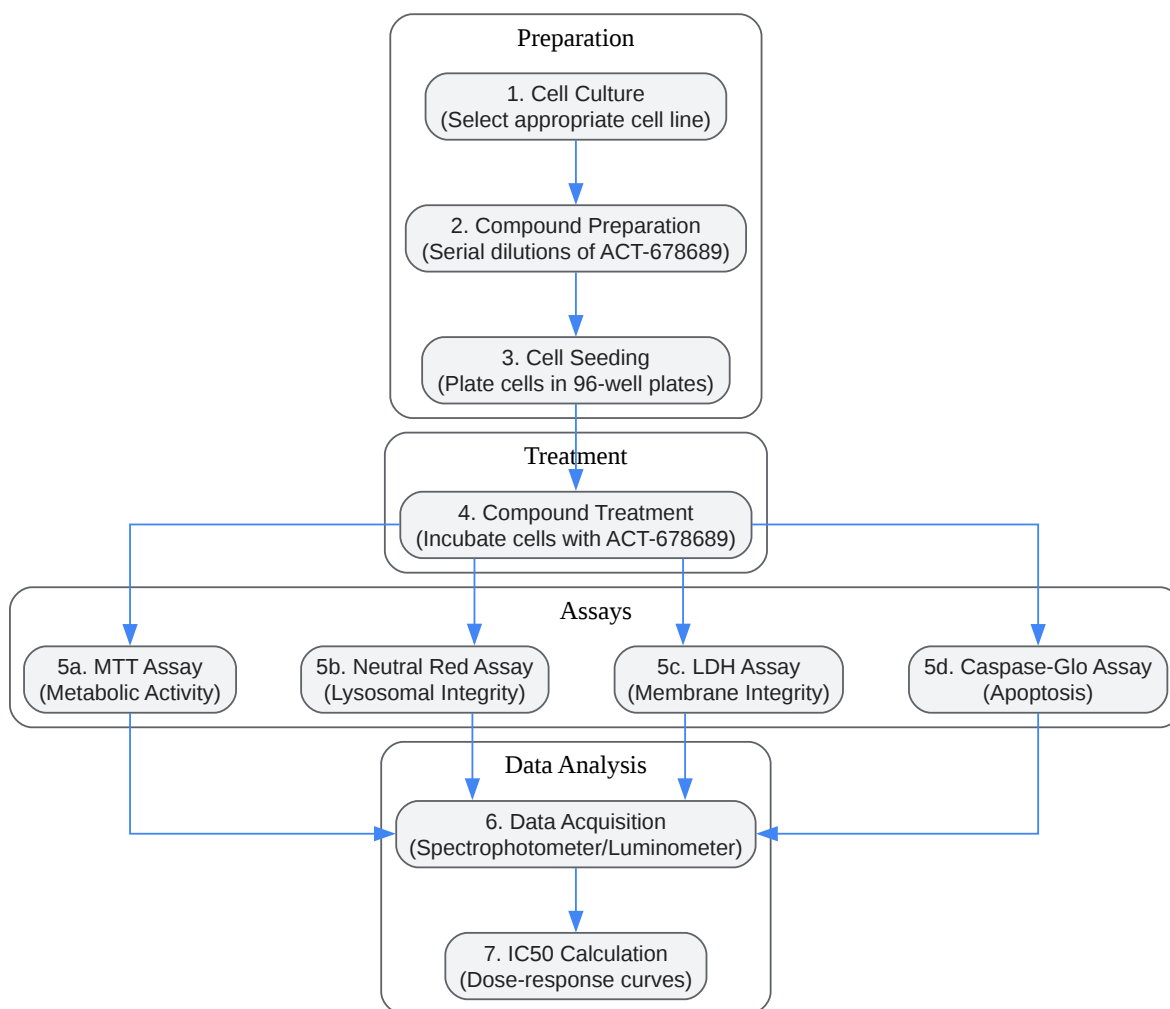 Preparation
1. Cell Culture
(Select appropriate cell line)
2. Compound Preparation
(Serial dilutions of ACT-678689)
3. Cell Seeding
(Plate cells in 96-well plates)
Treatment
4. Compound Treatment
(Incubate cells with ACT-678689)
Assays
5a. MTT Assay
(Metabolic Activity)
5b. Neutral Red Assay
(Lysosomal Integrity)
5c. LDH Assay
(Membrane Integrity)
5d. Caspase-Glo Assay
(Apoptosis)
Data Analysis
6. Data Acquisition
(Spectrophotometer/Luminometer)
7. IC50 Calculation
(Dose-response curves)